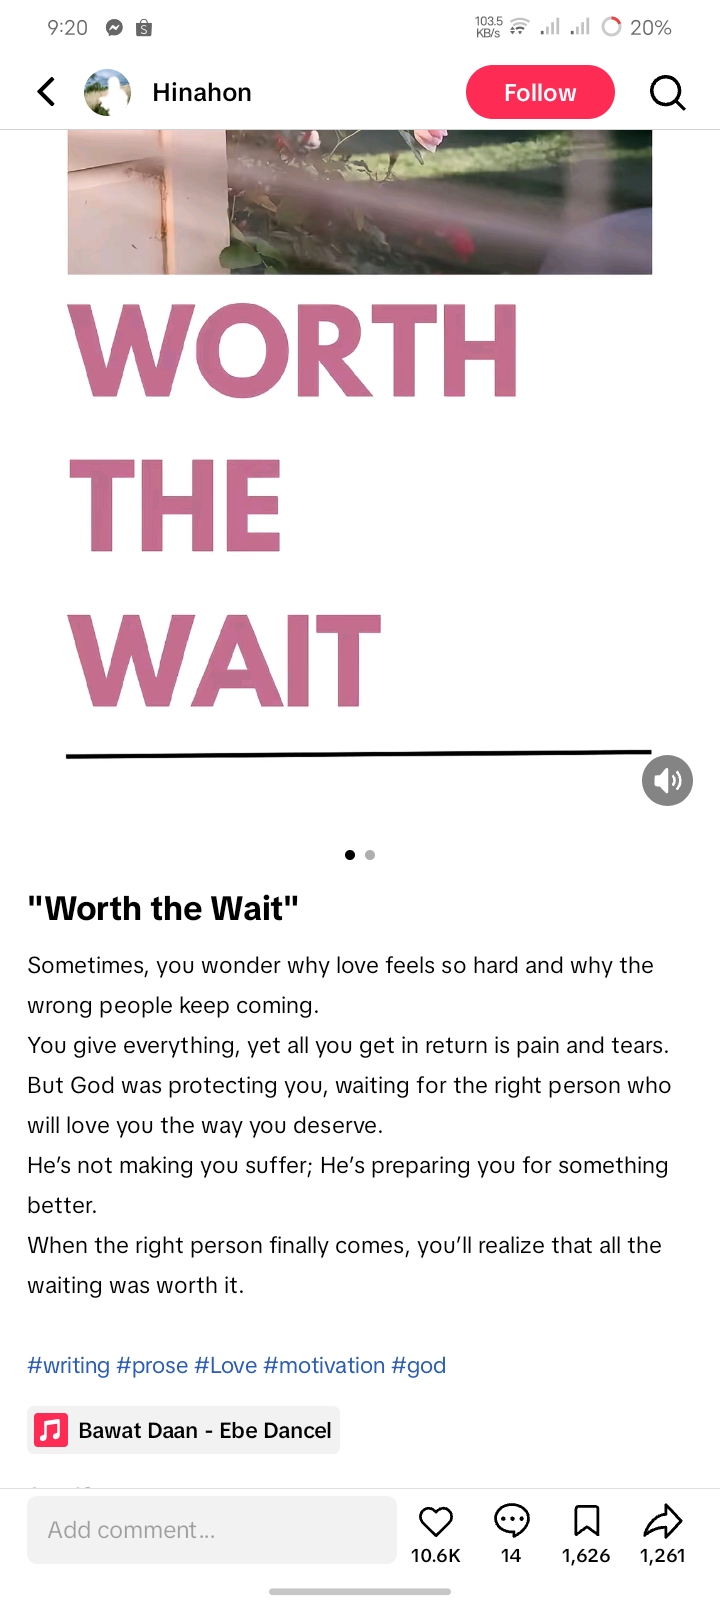 9:20
103.5
KB/s
20%
Hinahon
Follow
WORTH
THE
WAIT
"Worth the Wait"
Sometimes, you wonder why love feels so hard and why the
wrong people keep coming.
You give everything, yet all you get in return is pain and tears.
But God was protecting you, waiting for the right person who
will love you the way you deserve.
He’s not making you suffer; He’s preparing you for something
better.
When the right person finally comes, you’ll realize that all the
waiting was worth it.
#writing #prose #Love #motivation #god
Bawat Daan - Ebe Dancel
Add comment...
10.6K
14
1,626
1,261